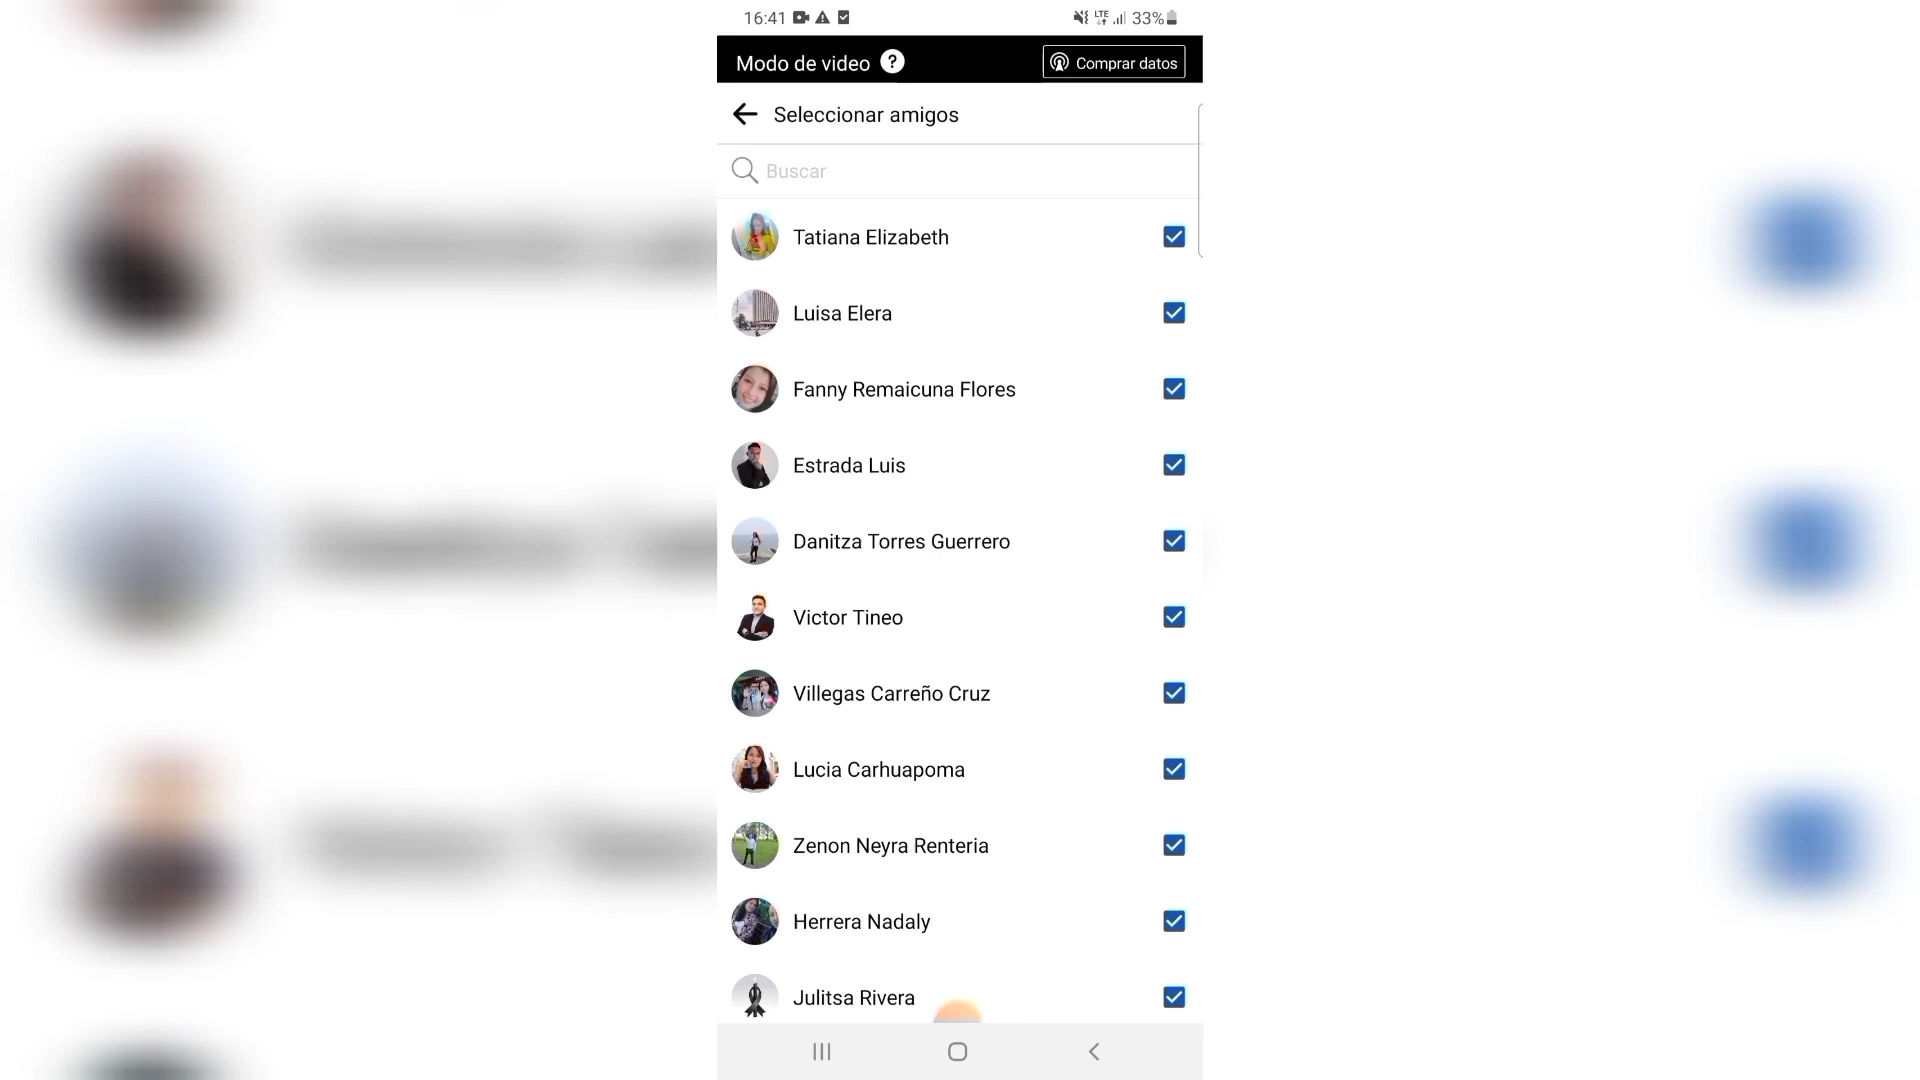 16:41 LTE 33%
Modo de video ? Comprar datos
Seleccionar amigos
Buscar
Tatiana Elizabeth
Luisa Elera
Fanny Remaicuna Flores
Estrada Luis
Danitza Torres Guerrero
Victor Tineo
Villegas Carreño Cruz
Lucia Carhuapoma
Zenon Neyra Renteria
Herrera Nadaly
Julitsa Rivera